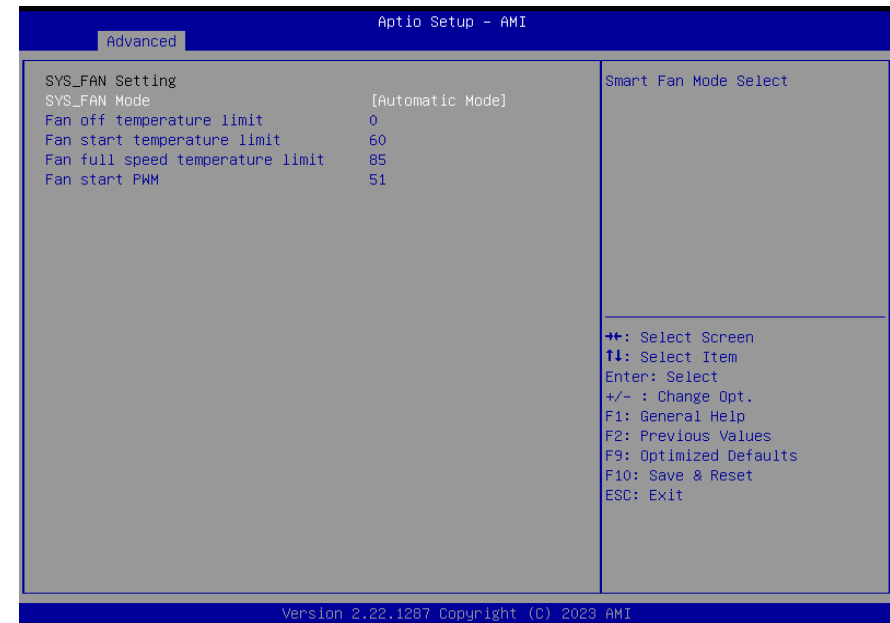 Aptio Setup – AMI
Advanced
SYS_FAN Setting
SYS_FAN Mode [Automatic Mode]
Fan off temperature limit 0
Fan start temperature limit 60
Fan full speed temperature limit 85
Fan start PWM 51
Smart Fan Mode Select
→←: Select Screen
↑↓: Select Item
Enter: Select
+/- : Change Opt.
F1: General Help
F2: Previous Values
F9: Optimized Defaults
F10: Save & Reset
ESC: Exit
Version 2.22.1287 Copyright (C) 2023 AMI